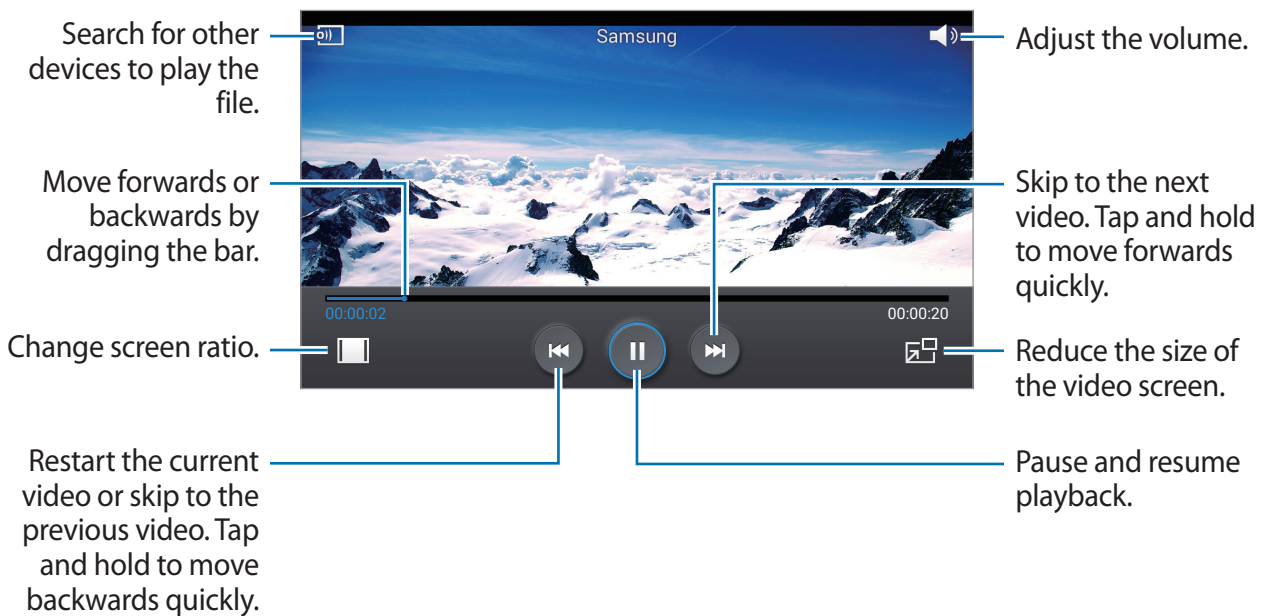 Search for other
devices to play the
file.
Samsung
Adjust the volume.
Move forwards or
backwards by
dragging the bar.
Skip to the next
video. Tap and hold
to move forwards
quickly.
00:00:02
00:00:20
Change screen ratio.
Reduce the size of
the video screen.
Restart the current
video or skip to the
previous video. Tap
and hold to move
backwards quickly.
Pause and resume
playback.